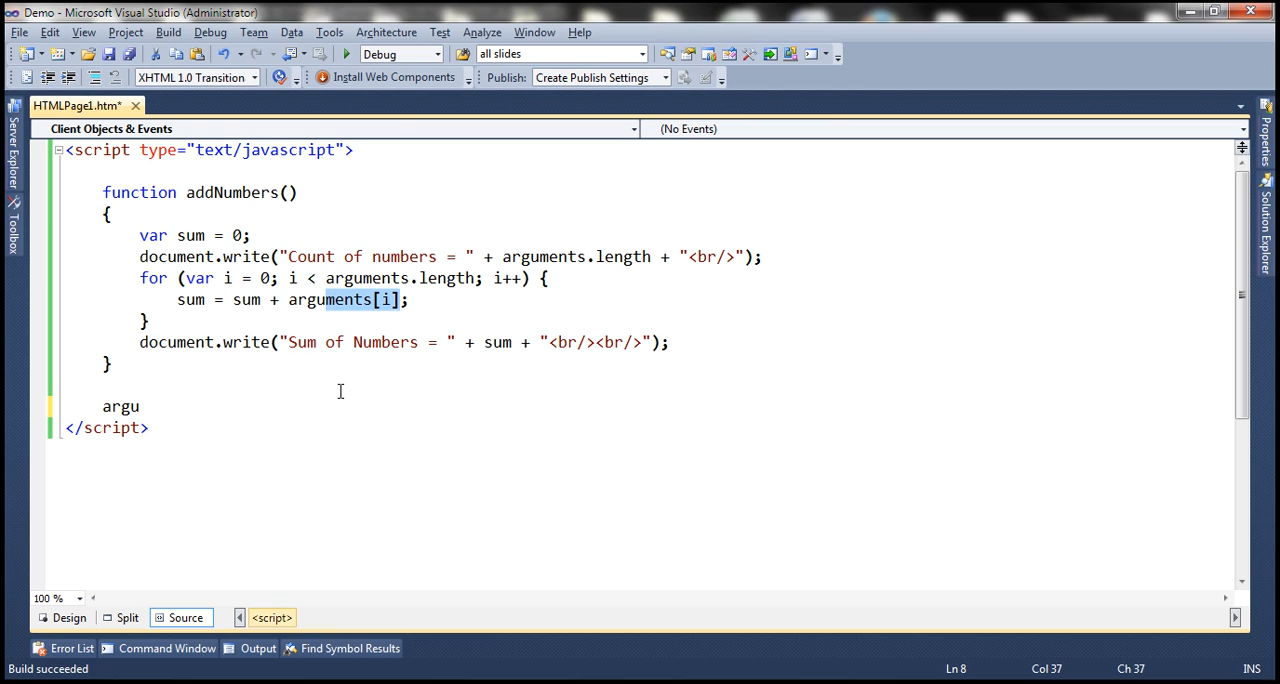 Demo - Microsoft Visual Studio (Administrator)
File Edit View Project Build Debug Team Data Tools Architecture Test Analyze Window Help
Debug all slides
XHTML 1.0 Transition Install Web Components Publish: Create Publish Settings
HTMLPage1.htm*
Client Objects & Events (No Events)
Server Explorer
Toolbox
Properties
Solution Explorer
<script type="text/javascript">
function addNumbers()
{
var sum = 0;
document.write("Count of numbers = " + arguments.length + "<br/>");
for (var i = 0; i < arguments.length; i++) {
sum = sum + arguments[i];
}
document.write("Sum of Numbers = " + sum + "<br/><br/>");
}
argu
</script>
100 %
Design Split Source <script>
Error List Command Window Output Find Symbol Results
Build succeeded Ln 8 Col 37 Ch 37 INS